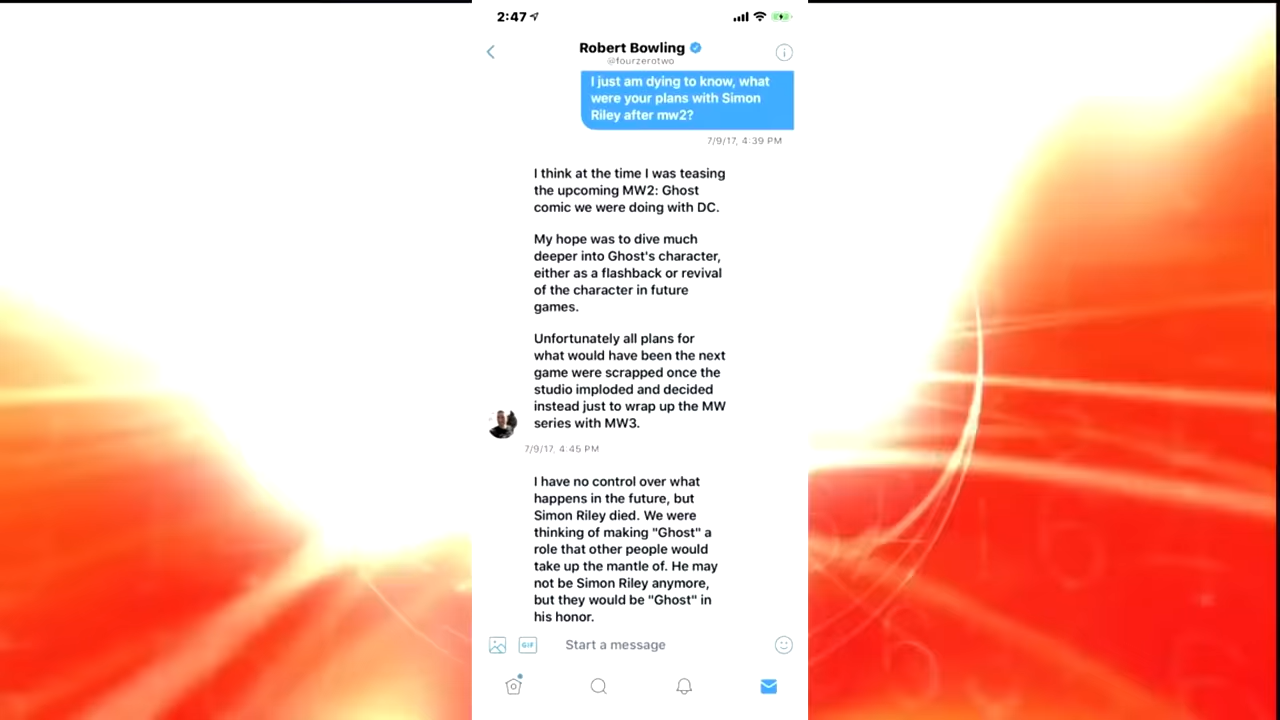 2:47
Robert Bowling
@fourzerotwo
I just am dying to know, what
were your plans with Simon
Riley after mw2?
7/9/17, 4:39 PM
I think at the time I was teasing
the upcoming MW2: Ghost
comic we were doing with DC.
My hope was to dive much
deeper into Ghost's character,
either as a flashback or revival
of the character in future
games.
Unfortunately all plans for
what would have been the next
game were scrapped once the
studio imploded and decided
instead just to wrap up the MW
series with MW3.
7/9/17, 4:45 PM
I have no control over what
happens in the future, but
Simon Riley died. We were
thinking of making "Ghost" a
role that other people would
take up the mantle of. He may
not be Simon Riley anymore,
but they would be "Ghost" in
his honor.
GIF
Start a message